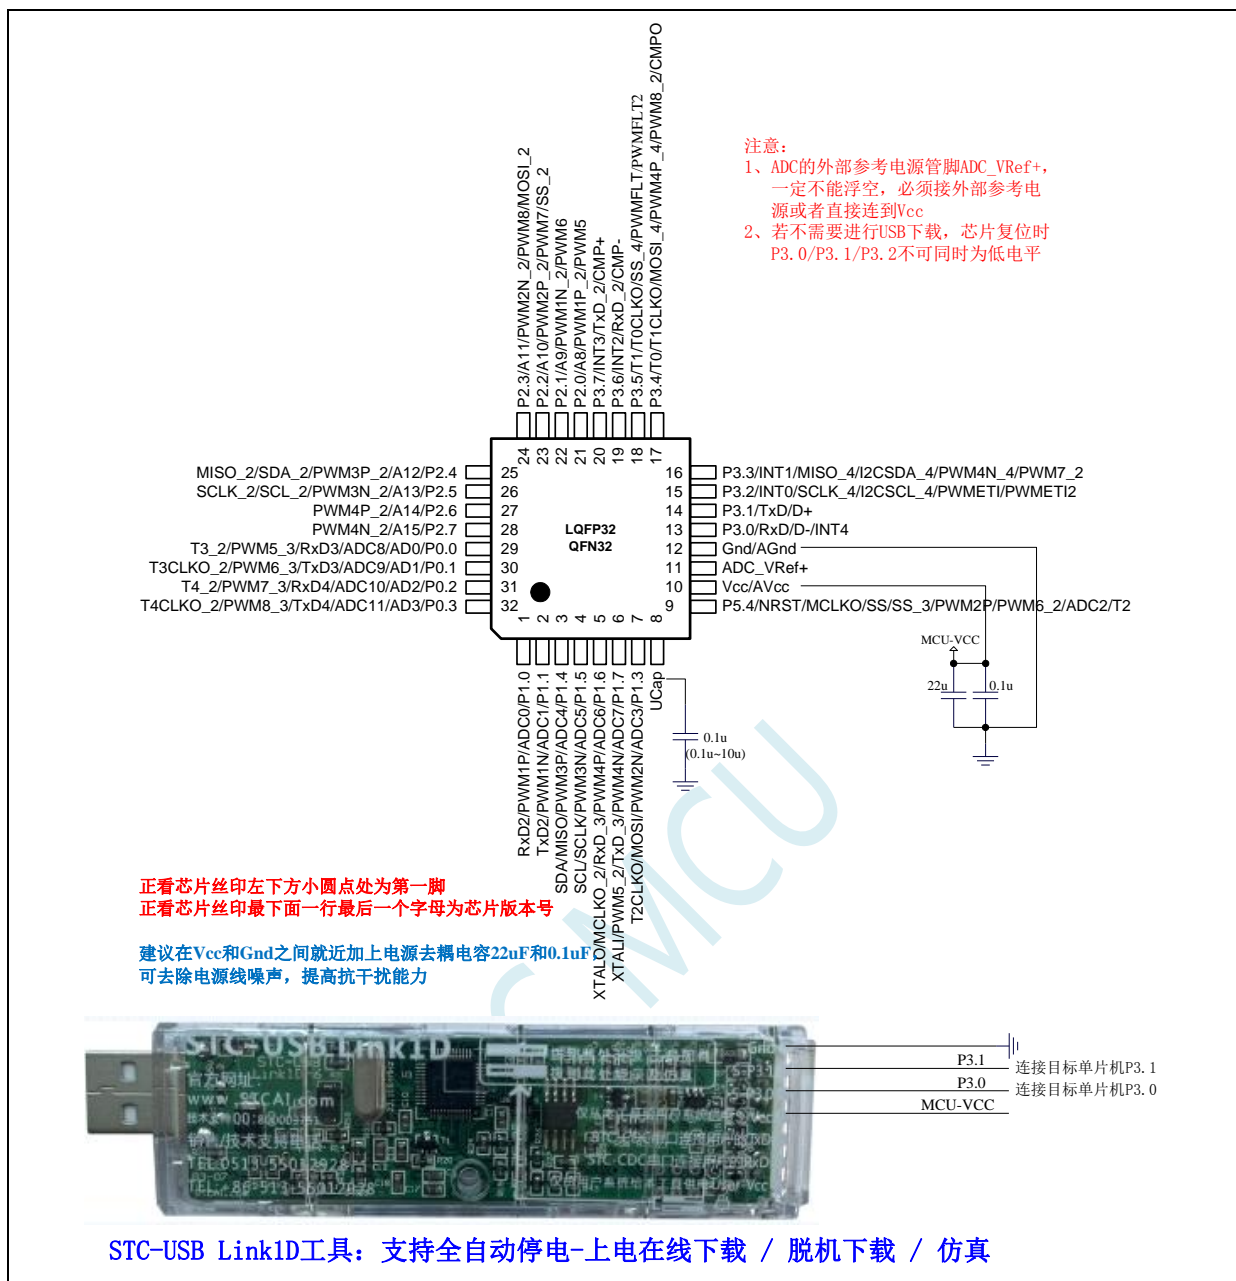 注意:
1、ADC的外部参考电源管脚ADC_VRef+，
一定不能浮空，必须接外部参考电
源或者直接连到Vcc
2、若不需要进行USB下载，芯片复位时
P3.0/P3.1/P3.2不可同时为低电平
P2.3/A11/PWM2N_2/PWM8/MOSI_2
P2.2/A10/PWM2P_2/PWM7/SS_2
P2.1/A9/PWM1N_2/PWM6
P2.0/A8/PWM1P_2/PWM5
P3.7/INT3/TxD_2/CMP+
P3.6/INT2/RxD_2/CMP-
P3.5/T1/T0CLKO/SS_4/PWMFLT/PWMFLT2
P3.4/T0/T1CLKO/MOSI_4/PWM4P_4/PWM8_2/CMPO
24 23 22 21 20 19 18 17
MISO_2/SDA_2/PWM3P_2/A12/P2.4 25
SCLK_2/SCL_2/PWM3N_2/A13/P2.5 26
PWM4P_2/A14/P2.6 27
PWM4N_2/A15/P2.7 28
T3_2/PWM5_3/RxD3/ADC8/AD0/P0.0 29
T3CLKO_2/PWM6_3/TxD3/ADC9/AD1/P0.1 30
T4_2/PWM7_3/RxD4/ADC10/AD2/P0.2 31
T4CLKO_2/PWM8_3/TxD4/ADC11/AD3/P0.3 32
LQFP32
QFN32
16 P3.3/INT1/MISO_4/I2CSDA_4/PWM4N_4/PWM7_2
15 P3.2/INT0/SCLK_4/I2CSCL_4/PWMETI/PWMETI2
14 P3.1/TxD/D+
13 P3.0/RxD/D-/INT4
12 Gnd/AGnd
11 ADC_VRef+
10 Vcc/AVcc
9 P5.4/NRST/MCLKO/SS/SS_3/PWM2P/PWM6_2/ADC2/T2
1 2 3 4 5 6 7 8
RxD2/PWM1P/ADC0/P1.0
TxD2/PWM1N/ADC1/P1.1
SDA/MISO/PWM3P/ADC4/P1.4
SCL/SCLK/PWM3N/ADC5/P1.5
XTALO/MCLKO_2/RxD_3/PWM4P/ADC6/P1.6
XTALI/PWM5_2/TxD_3/PWM4N/ADC7/P1.7
T2CLKO/MOSI/PWM2N/ADC3/P1.3
UCap
MCU-VCC
22u 0.1u
0.1u
(0.1u~10u)
MCU
正看芯片丝印左下方小圆点处为第一脚
正看芯片丝印最下面一行最后一个字母为芯片版本号
建议在Vcc和Gnd之间就近加上电源去耦电容22uF和0.1uF，
可去除电源线噪声，提高抗干扰能力
STC-USB Link1D
官方网址
TEL:0513-55012928
P3.1 连接目标单片机P3.1
P3.0 连接目标单片机P3.0
MCU-VCC
STC-USB Link1D工具：支持全自动停电-上电在线下载 / 脱机下载 / 仿真